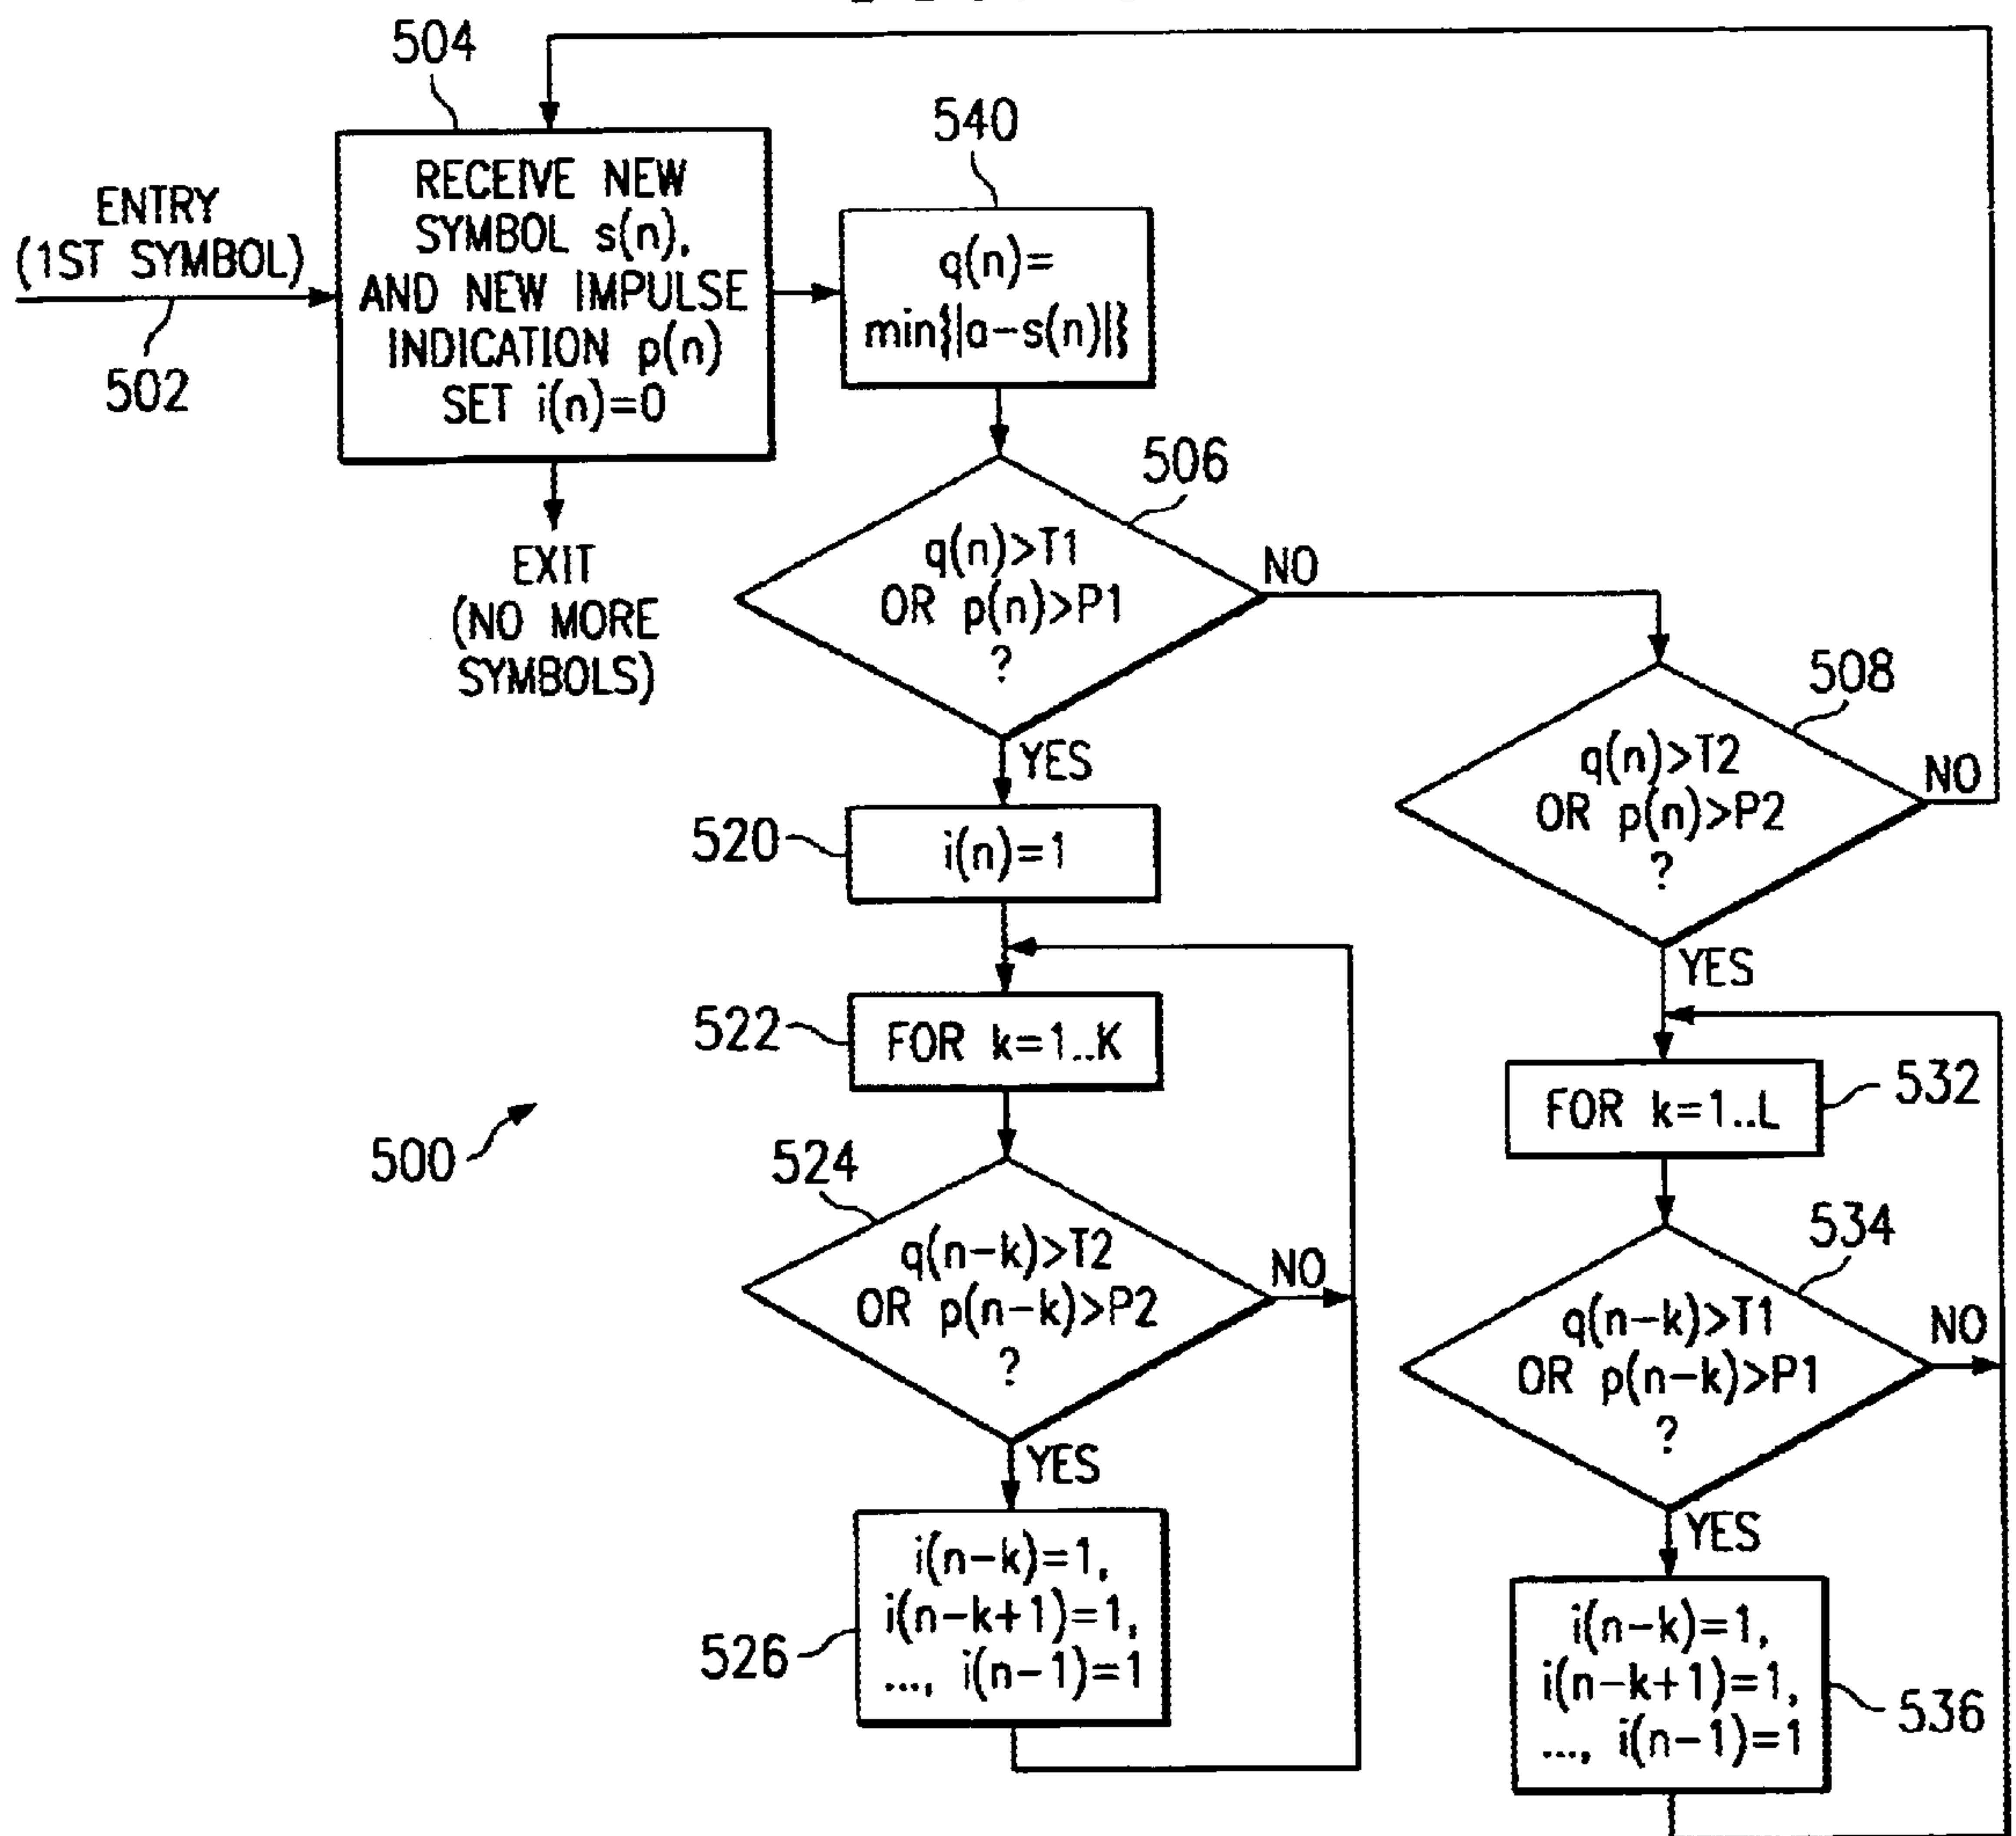 504
RECEIVE NEW
SYMBOL s(n),
AND NEW IMPULSE
INDICATION p(n)
SET i(n)=0
ENTRY
(1ST SYMBOL)
502
EXIT
(NO MORE
SYMBOLS)
540
q(n)=
min{|a-s(n)|}
506
q(n)>T1
OR p(n)>P1
?
NO
YES
508
q(n)>T2
OR p(n)>P2
?
NO
YES
520
i(n)=1
522
FOR k=1..K
524
q(n-k)>T2
OR p(n-k)>P2
?
NO
YES
526
i(n-k)=1,
i(n-k+1)=1,
..., i(n-1)=1
500
532
FOR k=1..L
534
q(n-k)>T1
OR p(n-k)>P1
?
NO
YES
536
i(n-k)=1,
i(n-k+1)=1,
..., i(n-1)=1